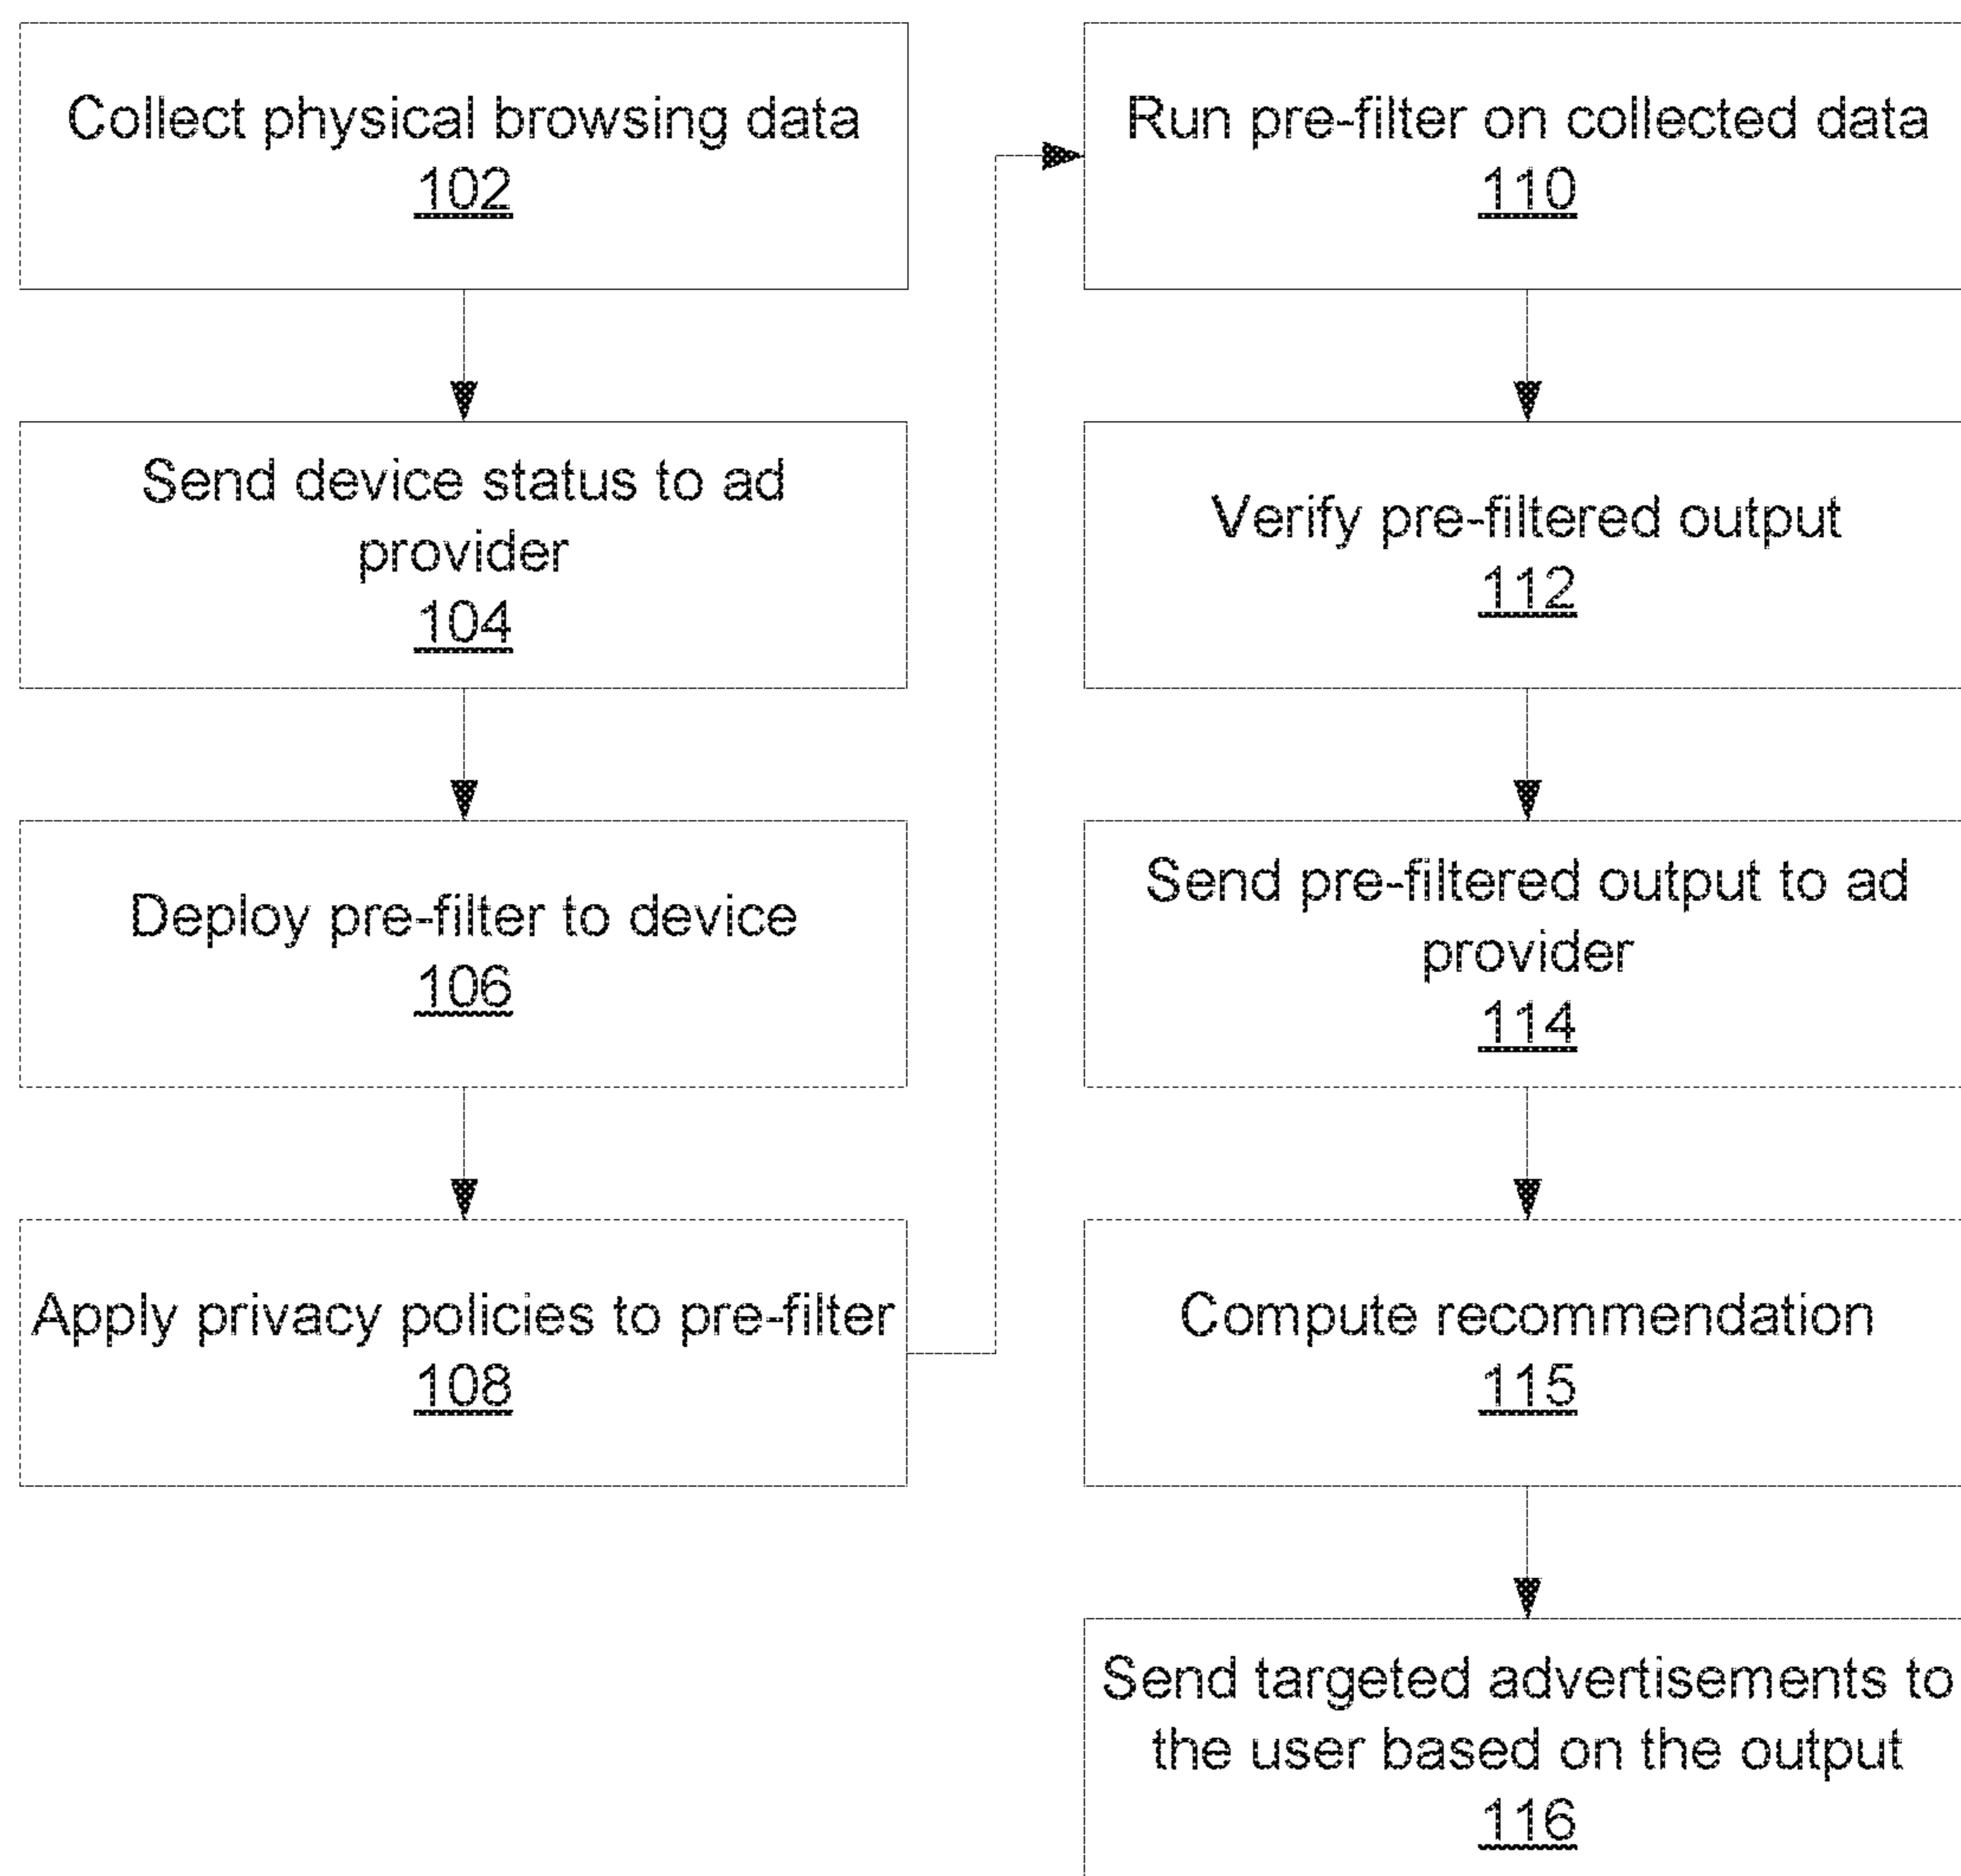 Collect physical browsing data
102
Send device status to ad
provider
104
Deploy pre-filter to device
106
Apply privacy policies to pre-filter
108
Run pre-filter on collected data
110
Verify pre-filtered output
112
Send pre-filtered output to ad
provider
114
Compute recommendation
115
Send targeted advertisements to
the user based on the output
116